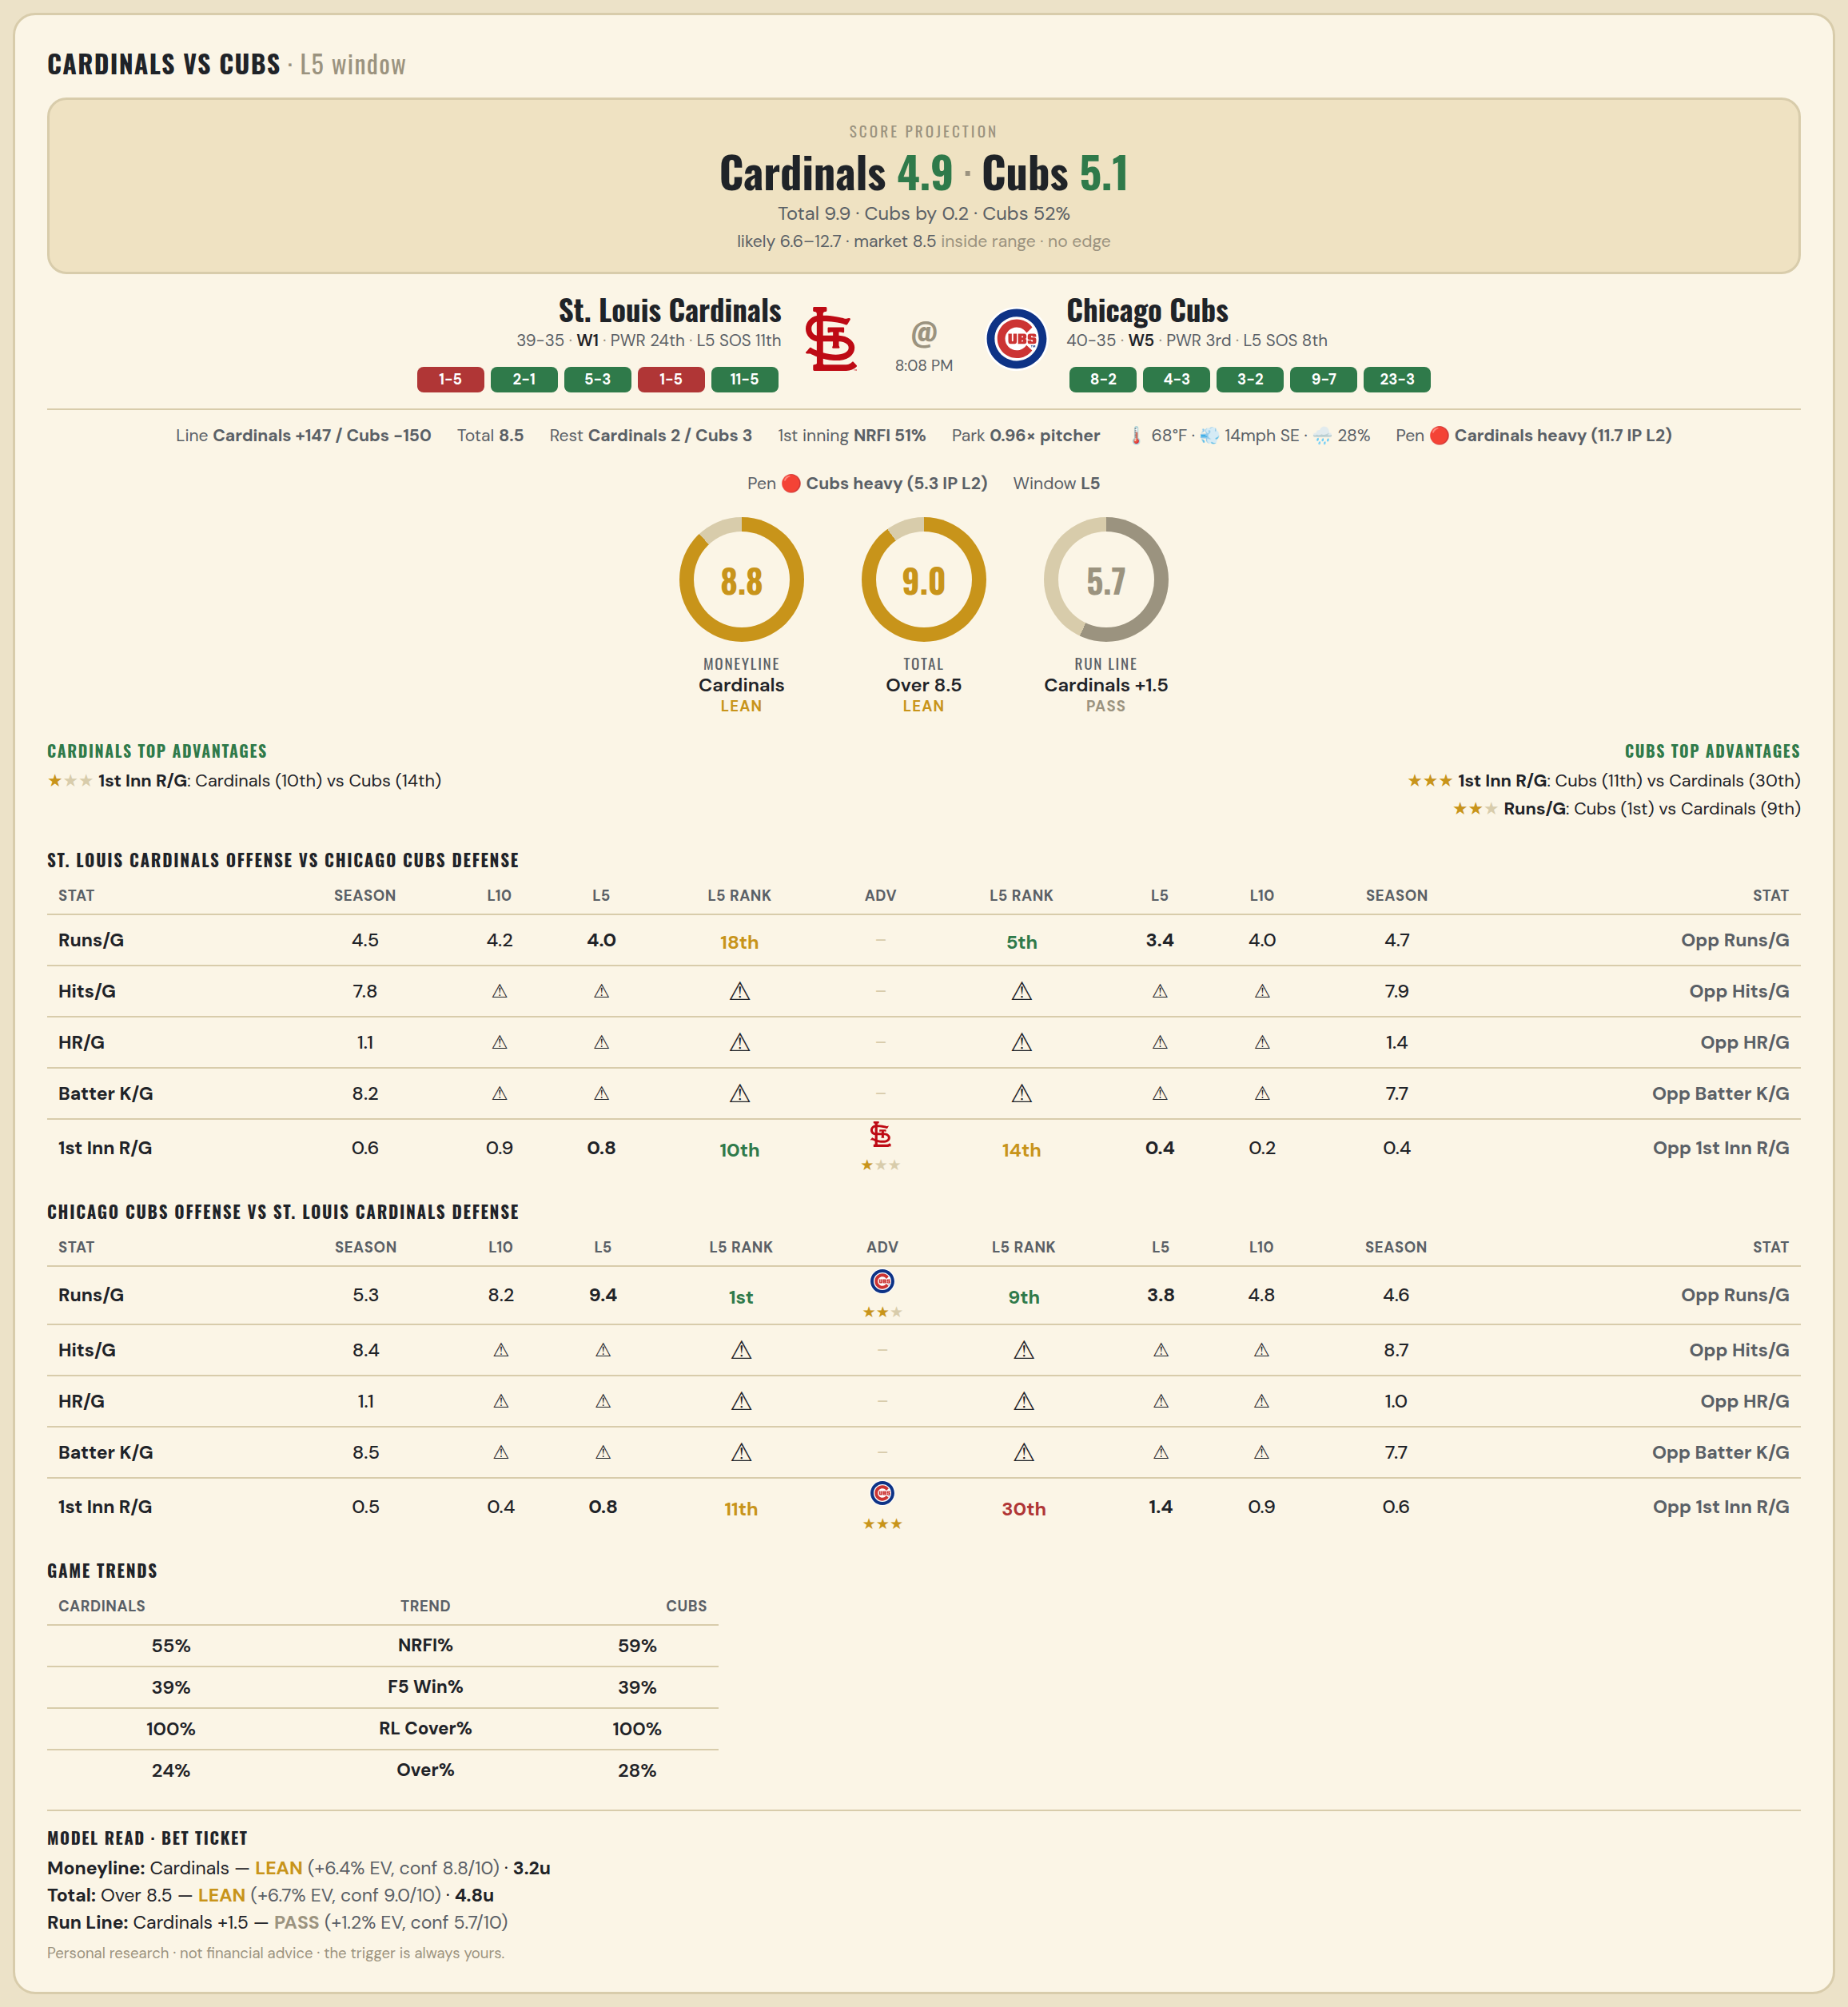 CARDINALS VS CUBS · L5 window
SCORE PROJECTION
Cardinals 4.9 · Cubs 5.1
Total 9.9 · Cubs by 0.2 · Cubs 52%
likely 6.6–12.7 · market 8.5 inside range · no edge
St. Louis Cardinals
39-35 · W1 · PWR 24th · L5 SOS 11th
1-5 2-1 5-3 1-5 11-5
@
8:08 PM
CUBS
Chicago Cubs
40-35 · W5 · PWR 3rd · L5 SOS 8th
8-2 4-3 3-2 9-7 23-3
Line Cardinals +147 / Cubs -150 Total 8.5 Rest Cardinals 2 / Cubs 3 1st inning NRFI 51% Park 0.96× pitcher 🌡️ 68°F · 💨 14mph SE · 🌧️ 28% Pen 🔴 Cardinals heavy (11.7 IP L2)
Pen 🔴 Cubs heavy (5.3 IP L2) Window L5
8.8 9.0 5.7
MONEYLINE TOTAL RUN LINE
Cardinals Over 8.5 Cardinals +1.5
LEAN LEAN PASS
CARDINALS TOP ADVANTAGES
★★★ 1st Inn R/G: Cardinals (10th) vs Cubs (14th)
CUBS TOP ADVANTAGES
★★★ 1st Inn R/G: Cubs (11th) vs Cardinals (30th)
★★★ Runs/G: Cubs (1st) vs Cardinals (9th)
ST. LOUIS CARDINALS OFFENSE VS CHICAGO CUBS DEFENSE
STAT SEASON L10 L5 L5 RANK ADV L5 RANK L5 L10 SEASON STAT
Runs/G 4.5 4.2 4.0 18th – 5th 3.4 4.0 4.7 Opp Runs/G
Hits/G 7.8 ⚠ ⚠ ⚠ – ⚠ ⚠ ⚠ 7.9 Opp Hits/G
HR/G 1.1 ⚠ ⚠ ⚠ – ⚠ ⚠ ⚠ 1.4 Opp HR/G
Batter K/G 8.2 ⚠ ⚠ ⚠ – ⚠ ⚠ ⚠ 7.7 Opp Batter K/G
1st Inn R/G 0.6 0.9 0.8 10th ★★★ 14th 0.4 0.2 0.4 Opp 1st Inn R/G
CHICAGO CUBS OFFENSE VS ST. LOUIS CARDINALS DEFENSE
STAT SEASON L10 L5 L5 RANK ADV L5 RANK L5 L10 SEASON STAT
Runs/G 5.3 8.2 9.4 1st ★★★ 9th 3.8 4.8 4.6 Opp Runs/G
Hits/G 8.4 ⚠ ⚠ ⚠ – ⚠ ⚠ ⚠ 8.7 Opp Hits/G
HR/G 1.1 ⚠ ⚠ ⚠ – ⚠ ⚠ ⚠ 1.0 Opp HR/G
Batter K/G 8.5 ⚠ ⚠ ⚠ – ⚠ ⚠ ⚠ 7.7 Opp Batter K/G
1st Inn R/G 0.5 0.4 0.8 11th ★★★ 30th 1.4 0.9 0.6 Opp 1st Inn R/G
GAME TRENDS
CARDINALS TREND CUBS
55% NRFI% 59%
39% F5 Win% 39%
100% RL Cover% 100%
24% Over% 28%
MODEL READ · BET TICKET
Moneyline: Cardinals — LEAN (+6.4% EV, conf 8.8/10) · 3.2u
Total: Over 8.5 — LEAN (+6.7% EV, conf 9.0/10) · 4.8u
Run Line: Cardinals +1.5 — PASS (+1.2% EV, conf 5.7/10)
Personal research · not financial advice · the trigger is always yours.